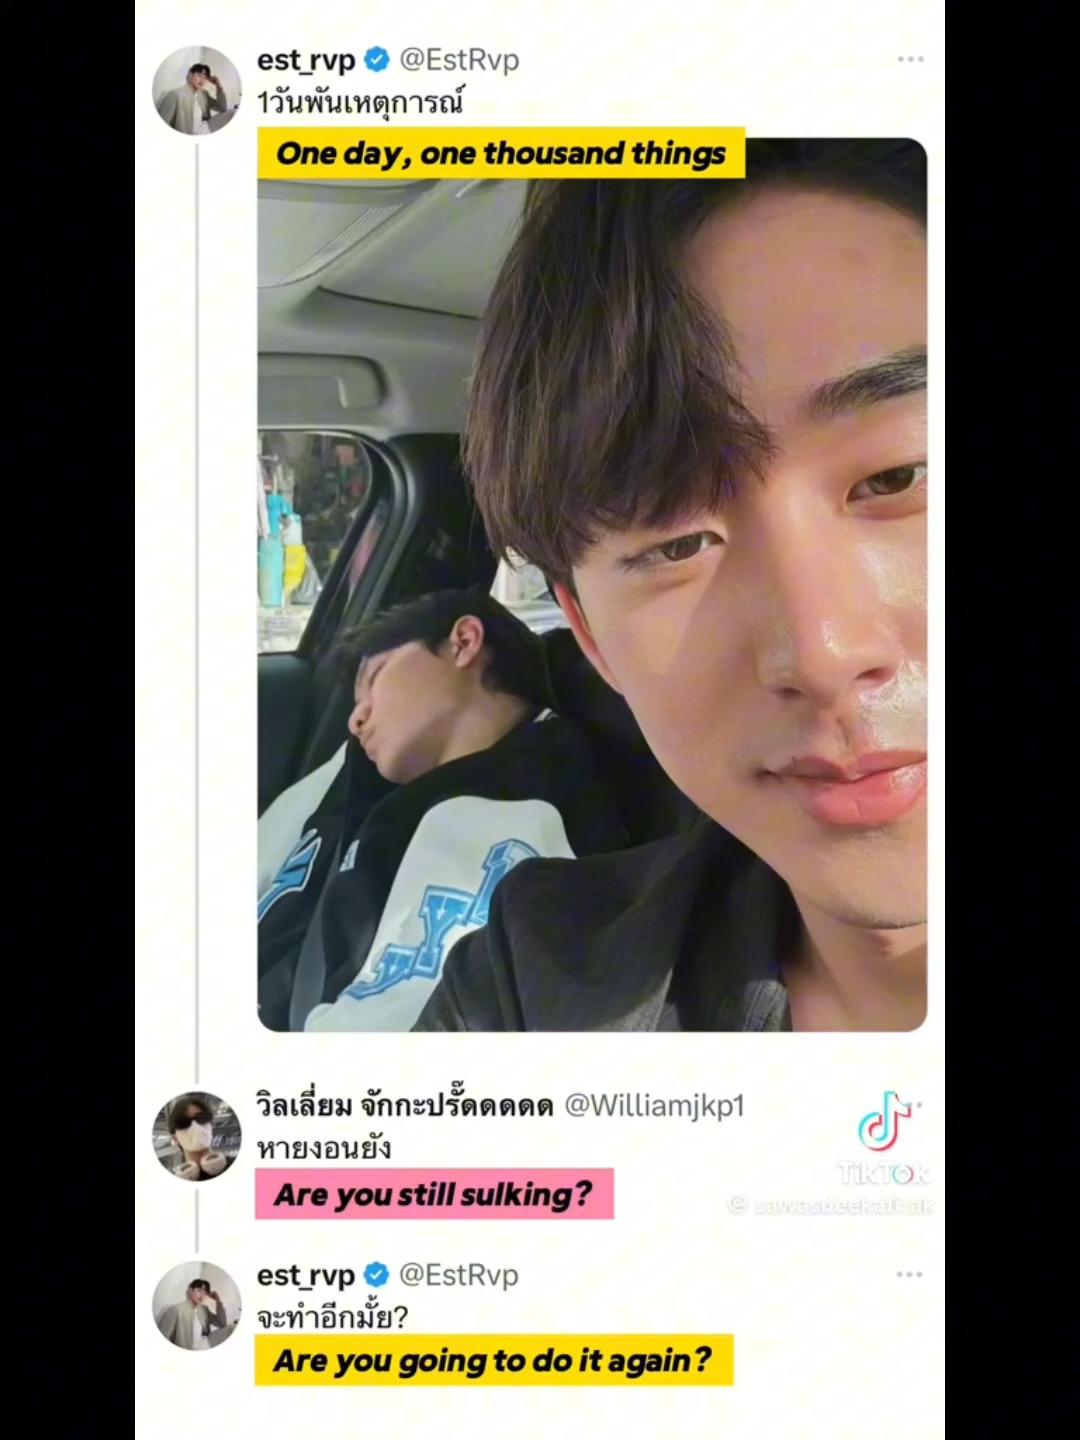 est_rvp @EstRvp
1วันพันเหตุการณ์
One day, one thousand things
วิลเลี่ยม จักกะปรั๊ดดดดด @Williamjkp1
หายงอนยัง
Are you still sulking?
TikTok
@ sawasdeekatirak
est_rvp @EstRvp
จะทำอีกมั้ย?
Are you going to do it again?